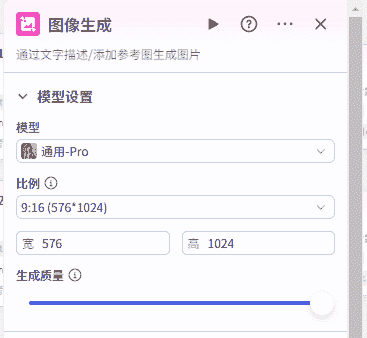 图像生成
通过文字描述/添加参考图生成图片
模型设置
模型
通用-Pro
比例
9:16 (576*1024)
宽 576 高 1024
生成质量